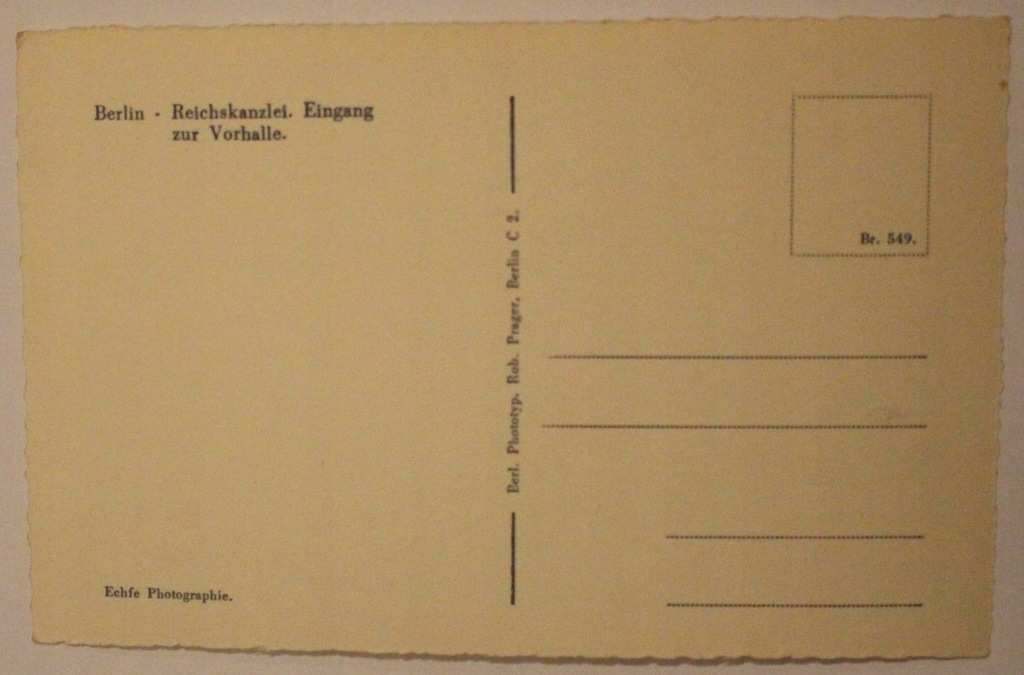 Berlin - Reichskanzlei. Eingang
zur Vorhalle.
Echte Photographie.
Berl. Phototyp. Rob. Prager, Berlin C 2.
Br. 549.